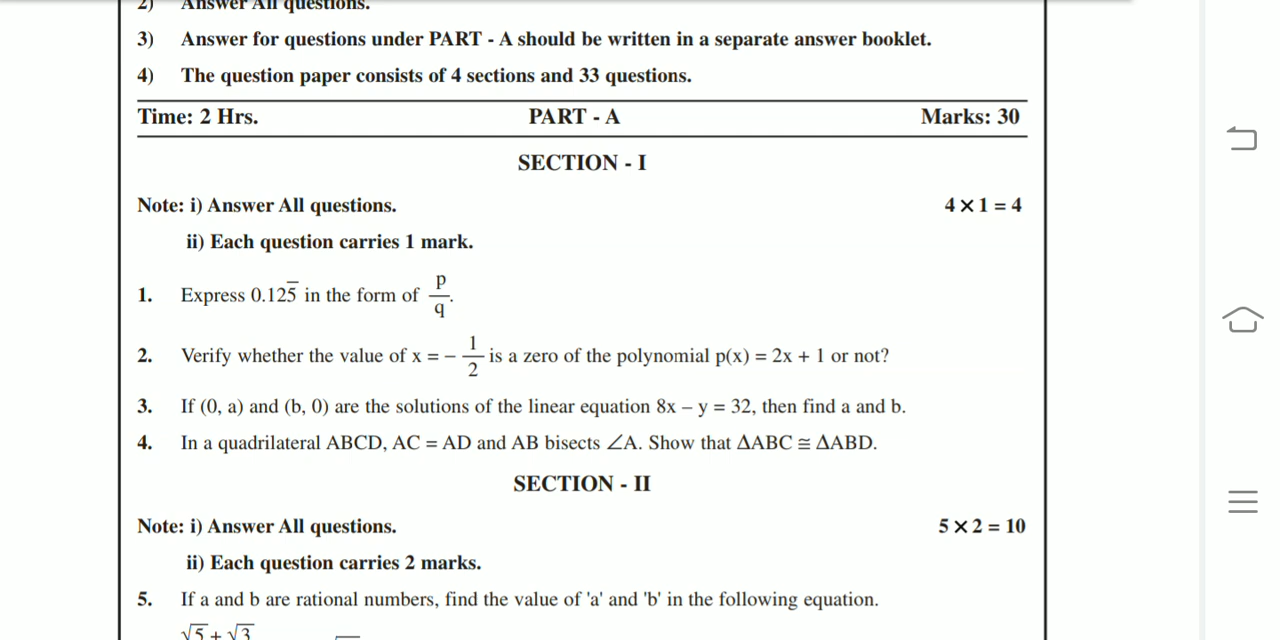 2) Answer All questions.
3) Answer for questions under PART - A should be written in a separate answer booklet.
4) The question paper consists of 4 sections and 33 questions.
Time: 2 Hrs. PART - A Marks: 30
SECTION - I
Note: i) Answer All questions. 4 × 1 = 4
ii) Each question carries 1 mark.
1. Express 0.125̅ in the form of p/q.
2. Verify whether the value of x = − 1/2 is a zero of the polynomial p(x) = 2x + 1 or not?
3. If (0, a) and (b, 0) are the solutions of the linear equation 8x – y = 32, then find a and b.
4. In a quadrilateral ABCD, AC = AD and AB bisects ∠A. Show that ΔABC ≅ ΔABD.
SECTION - II
Note: i) Answer All questions. 5 × 2 = 10
ii) Each question carries 2 marks.
5. If a and b are rational numbers, find the value of 'a' and 'b' in the following equation.
√5 + √3